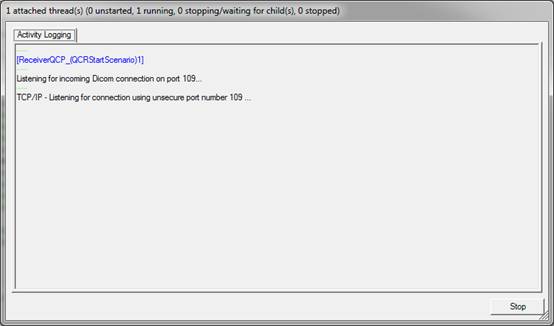 1 attached thread(s) (0 unstarted, 1 running, 0 stopping/waiting for child(s), 0 stopped)
Activity Logging
[ReceiverQCP_(QCRStartScenario)1]
Listening for incoming Dicom connection on port 109...
TCP/IP - Listening for connection using unsecure port number 109 ...
Stop